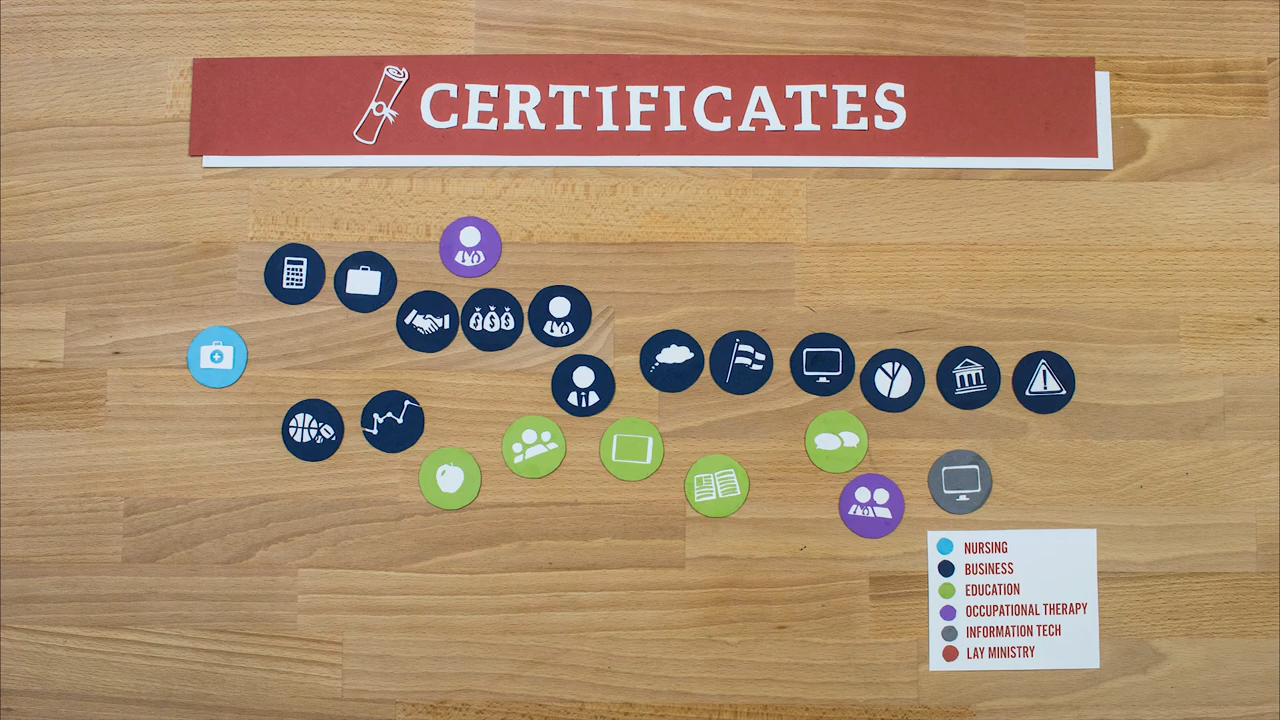 CERTIFICATES
NURSING
BUSINESS
EDUCATION
OCCUPATIONAL THERAPY
INFORMATION TECH
LAY MINISTRY